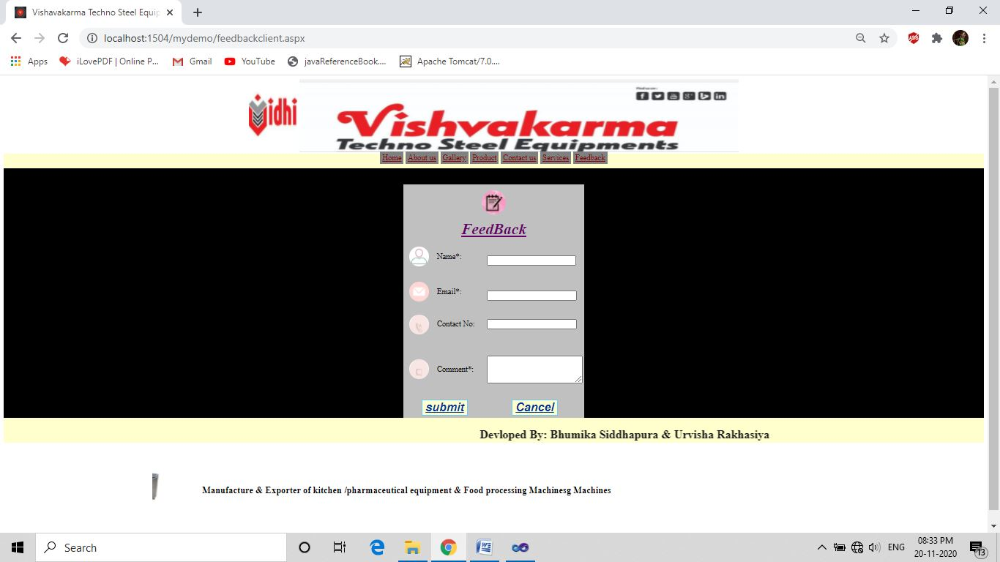 Vishavakarma Techno Steel Equip
localhost:1504/mydemo/feedbackclient.aspx
ABP
Apps iLovePDF | Online P... Gmail YouTube javaReferenceBook.... Apache Tomcat/7.0....
Find us on :
idhi
Vishvakarma
Techno Steel Equipments
Home About us Gallery Product Contact us Services Feedback
FeedBack
Name*:
Email*:
Contact No:
Comment*:
submit Cancel
Devloped By: Bhumika Siddhapura & Urvisha Rakhasiya
Manufacture & Exporter of kitchen /pharmaceutical equipment & Food processing Machinesg Machines
Search
ENG
08:33 PM
20-11-2020
13